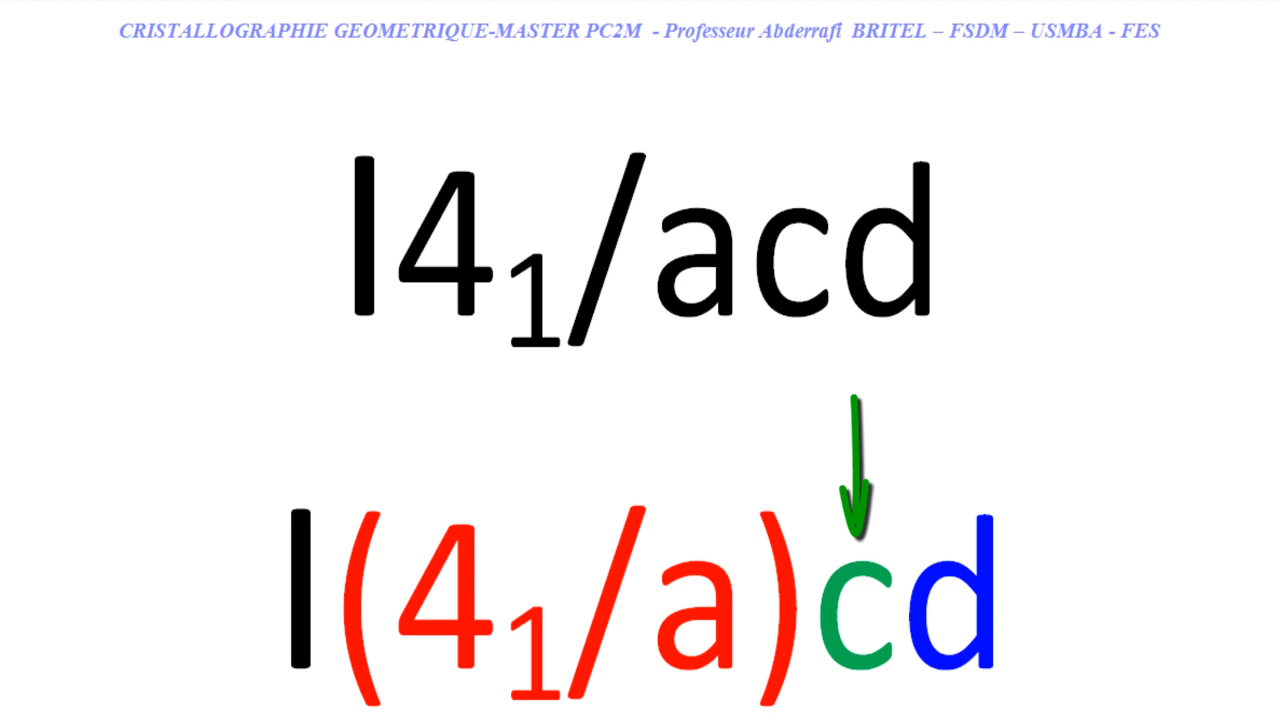 CRISTALLOGRAPHIE GEOMETRIQUE-MASTER PC2M - Professeur Abderrafi BRITEL – FSDM – USMBA - FES
I4₁/acd
I(4₁/a)cd